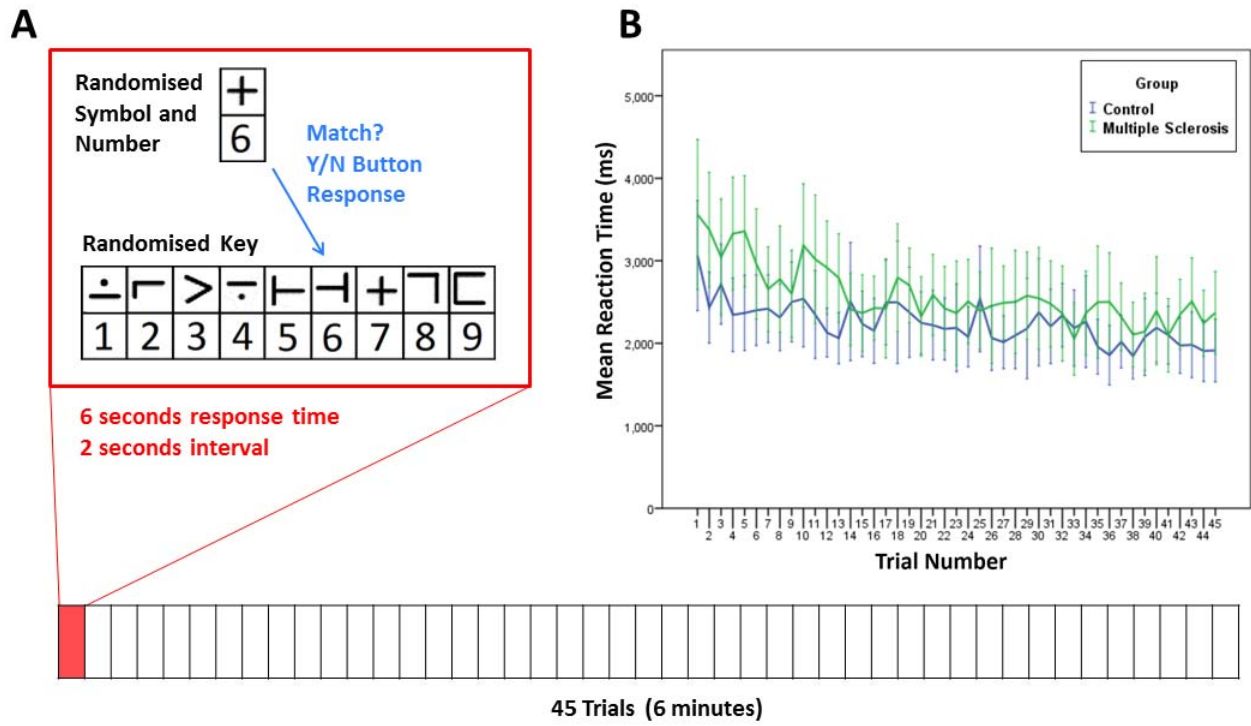 A
Randomised
Symbol and
Number
+
6
Match?
Y/N Button
Response
Randomised Key
1 2 3 4 5 6 7 8 9
6 seconds response time
2 seconds interval
45 Trials (6 minutes)
B
Group
Control
Multiple Sclerosis
Mean Reaction Time (ms)
5,000
4,000
3,000
2,000
1,000
0
1 3 5 7 9 11 13 15 17 19 21 23 25 27 29 31 33 35 37 39 41 43 45
2 4 6 8 10 12 14 16 18 20 22 24 26 28 30 32 34 36 38 40 42 44
Trial Number